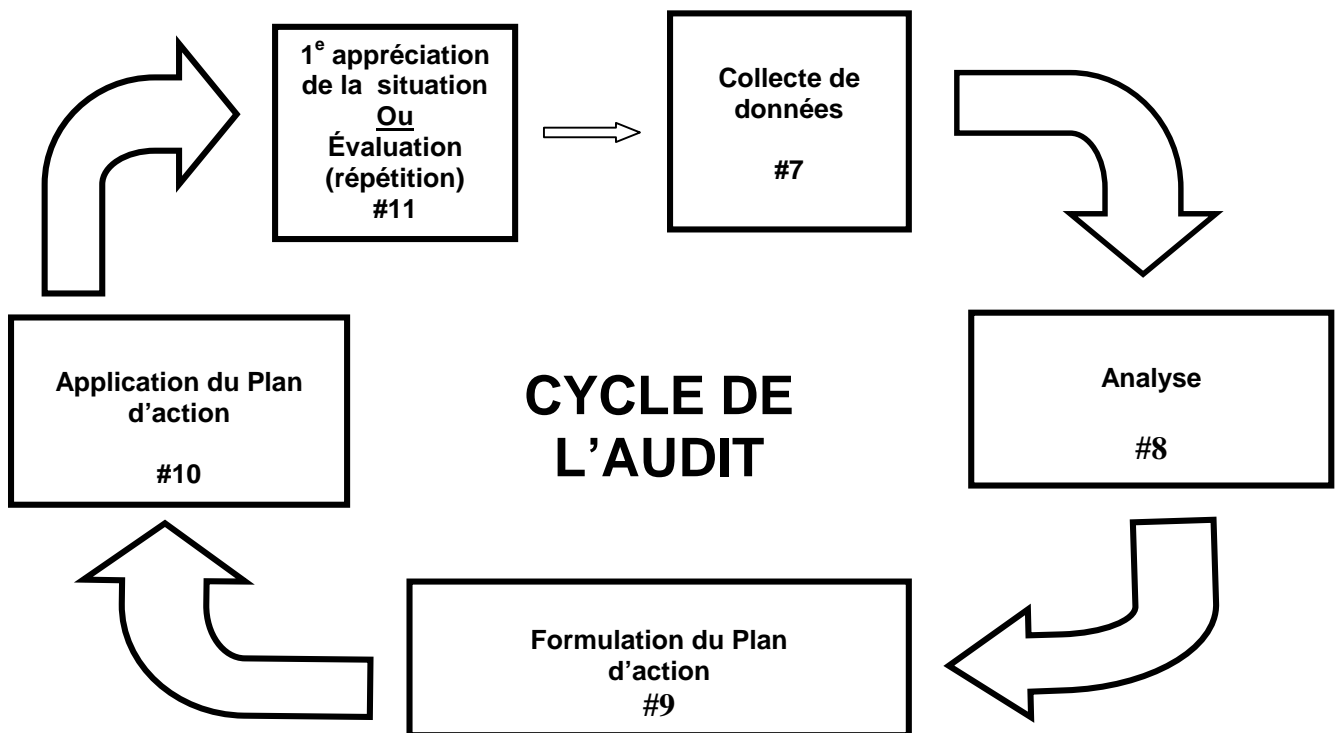 1e appréciation
de la situation
Ou
Évaluation
(répétition)
#11
Collecte de
données
#7
Application du Plan
d’action
#10
CYCLE DE
L’AUDIT
Analyse
#8
Formulation du Plan
d’action
#9